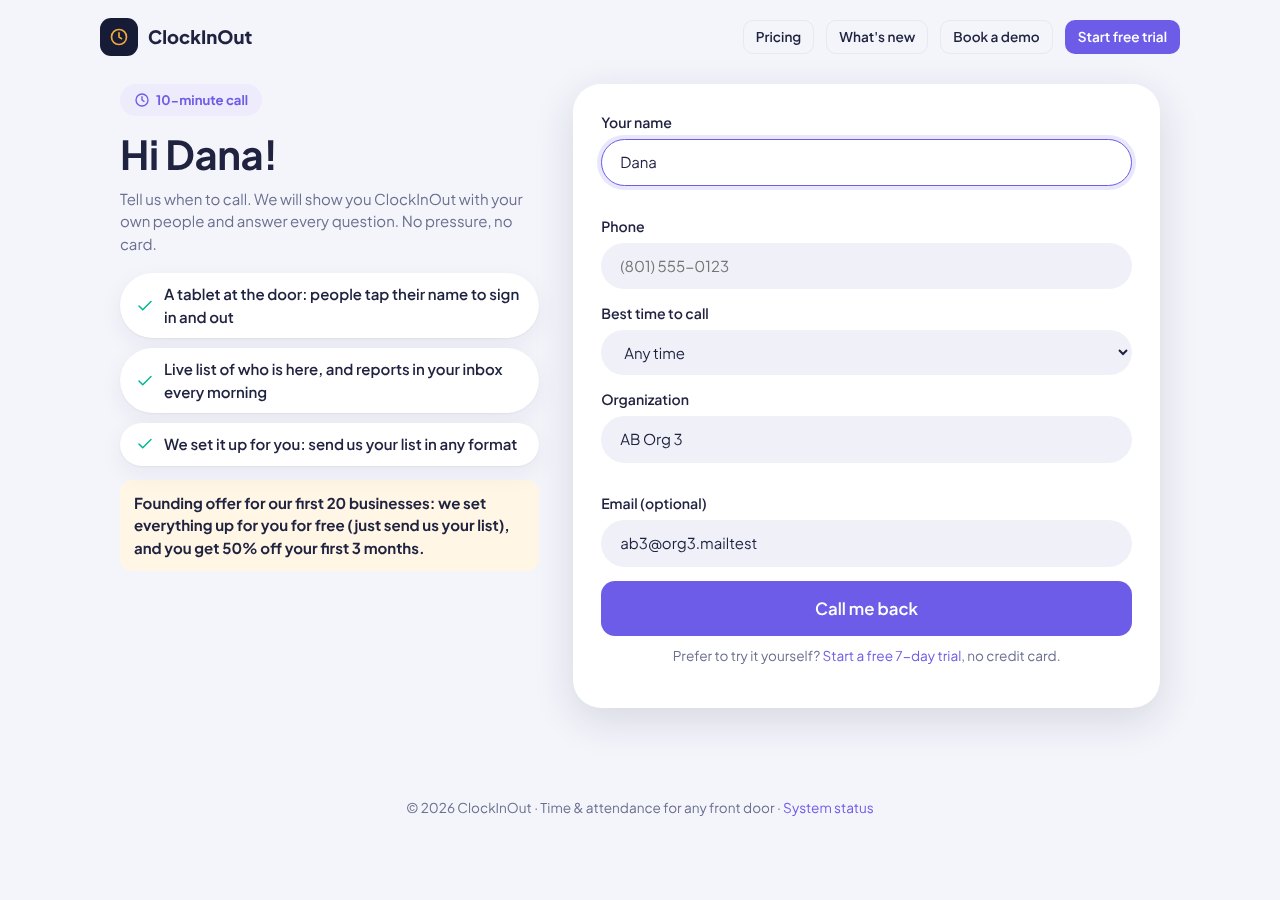 ClockInOut
Pricing
What's new
Book a demo
Start free trial
10-minute call
Hi Dana!
Tell us when to call. We will show you ClockInOut with your
own people and answer every question. No pressure, no
card.
A tablet at the door: people tap their name to sign
in and out
Live list of who is here, and reports in your inbox
every morning
We set it up for you: send us your list in any format
Founding offer for our first 20 businesses: we set
everything up for you for free (just send us your list),
and you get 50% off your first 3 months.
Your name
Dana
Phone
(801) 555-0123
Best time to call
Any time
Organization
AB Org 3
Email (optional)
ab3@org3.mailtest
Call me back
Prefer to try it yourself? Start a free 7-day trial, no credit card.
© 2026 ClockInOut · Time & attendance for any front door · System status